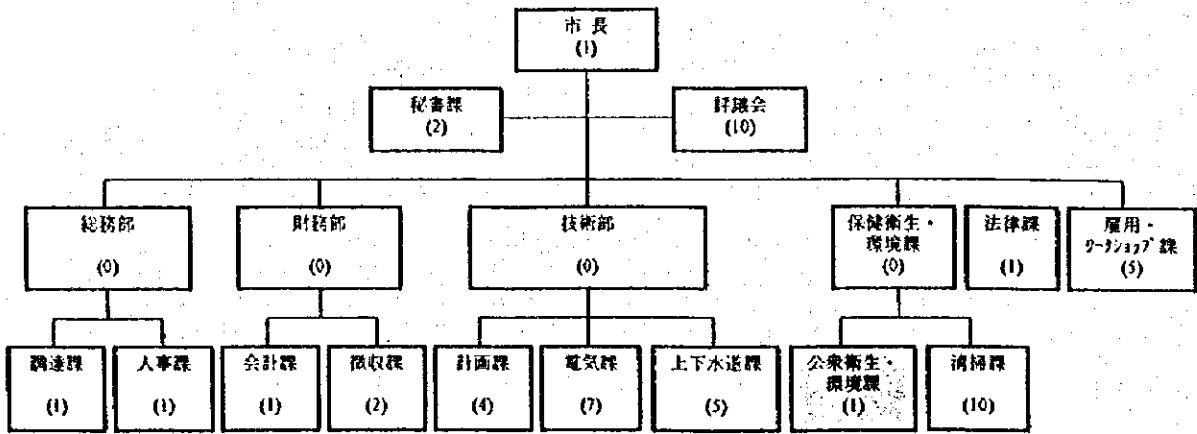 市 長
(1)
秘書課
(2)
評議会
(10)
総務部
(0)
財務部
(0)
技術部
(0)
保健衛生・
環境課
(0)
法律課
(1)
雇用・
ワークショップ課
(5)
調達課
(1)
人事課
(1)
会計課
(1)
徴収課
(2)
計画課
(4)
電気課
(7)
上下水道課
(5)
公衆衛生・
環境課
(1)
清掃課
(10)